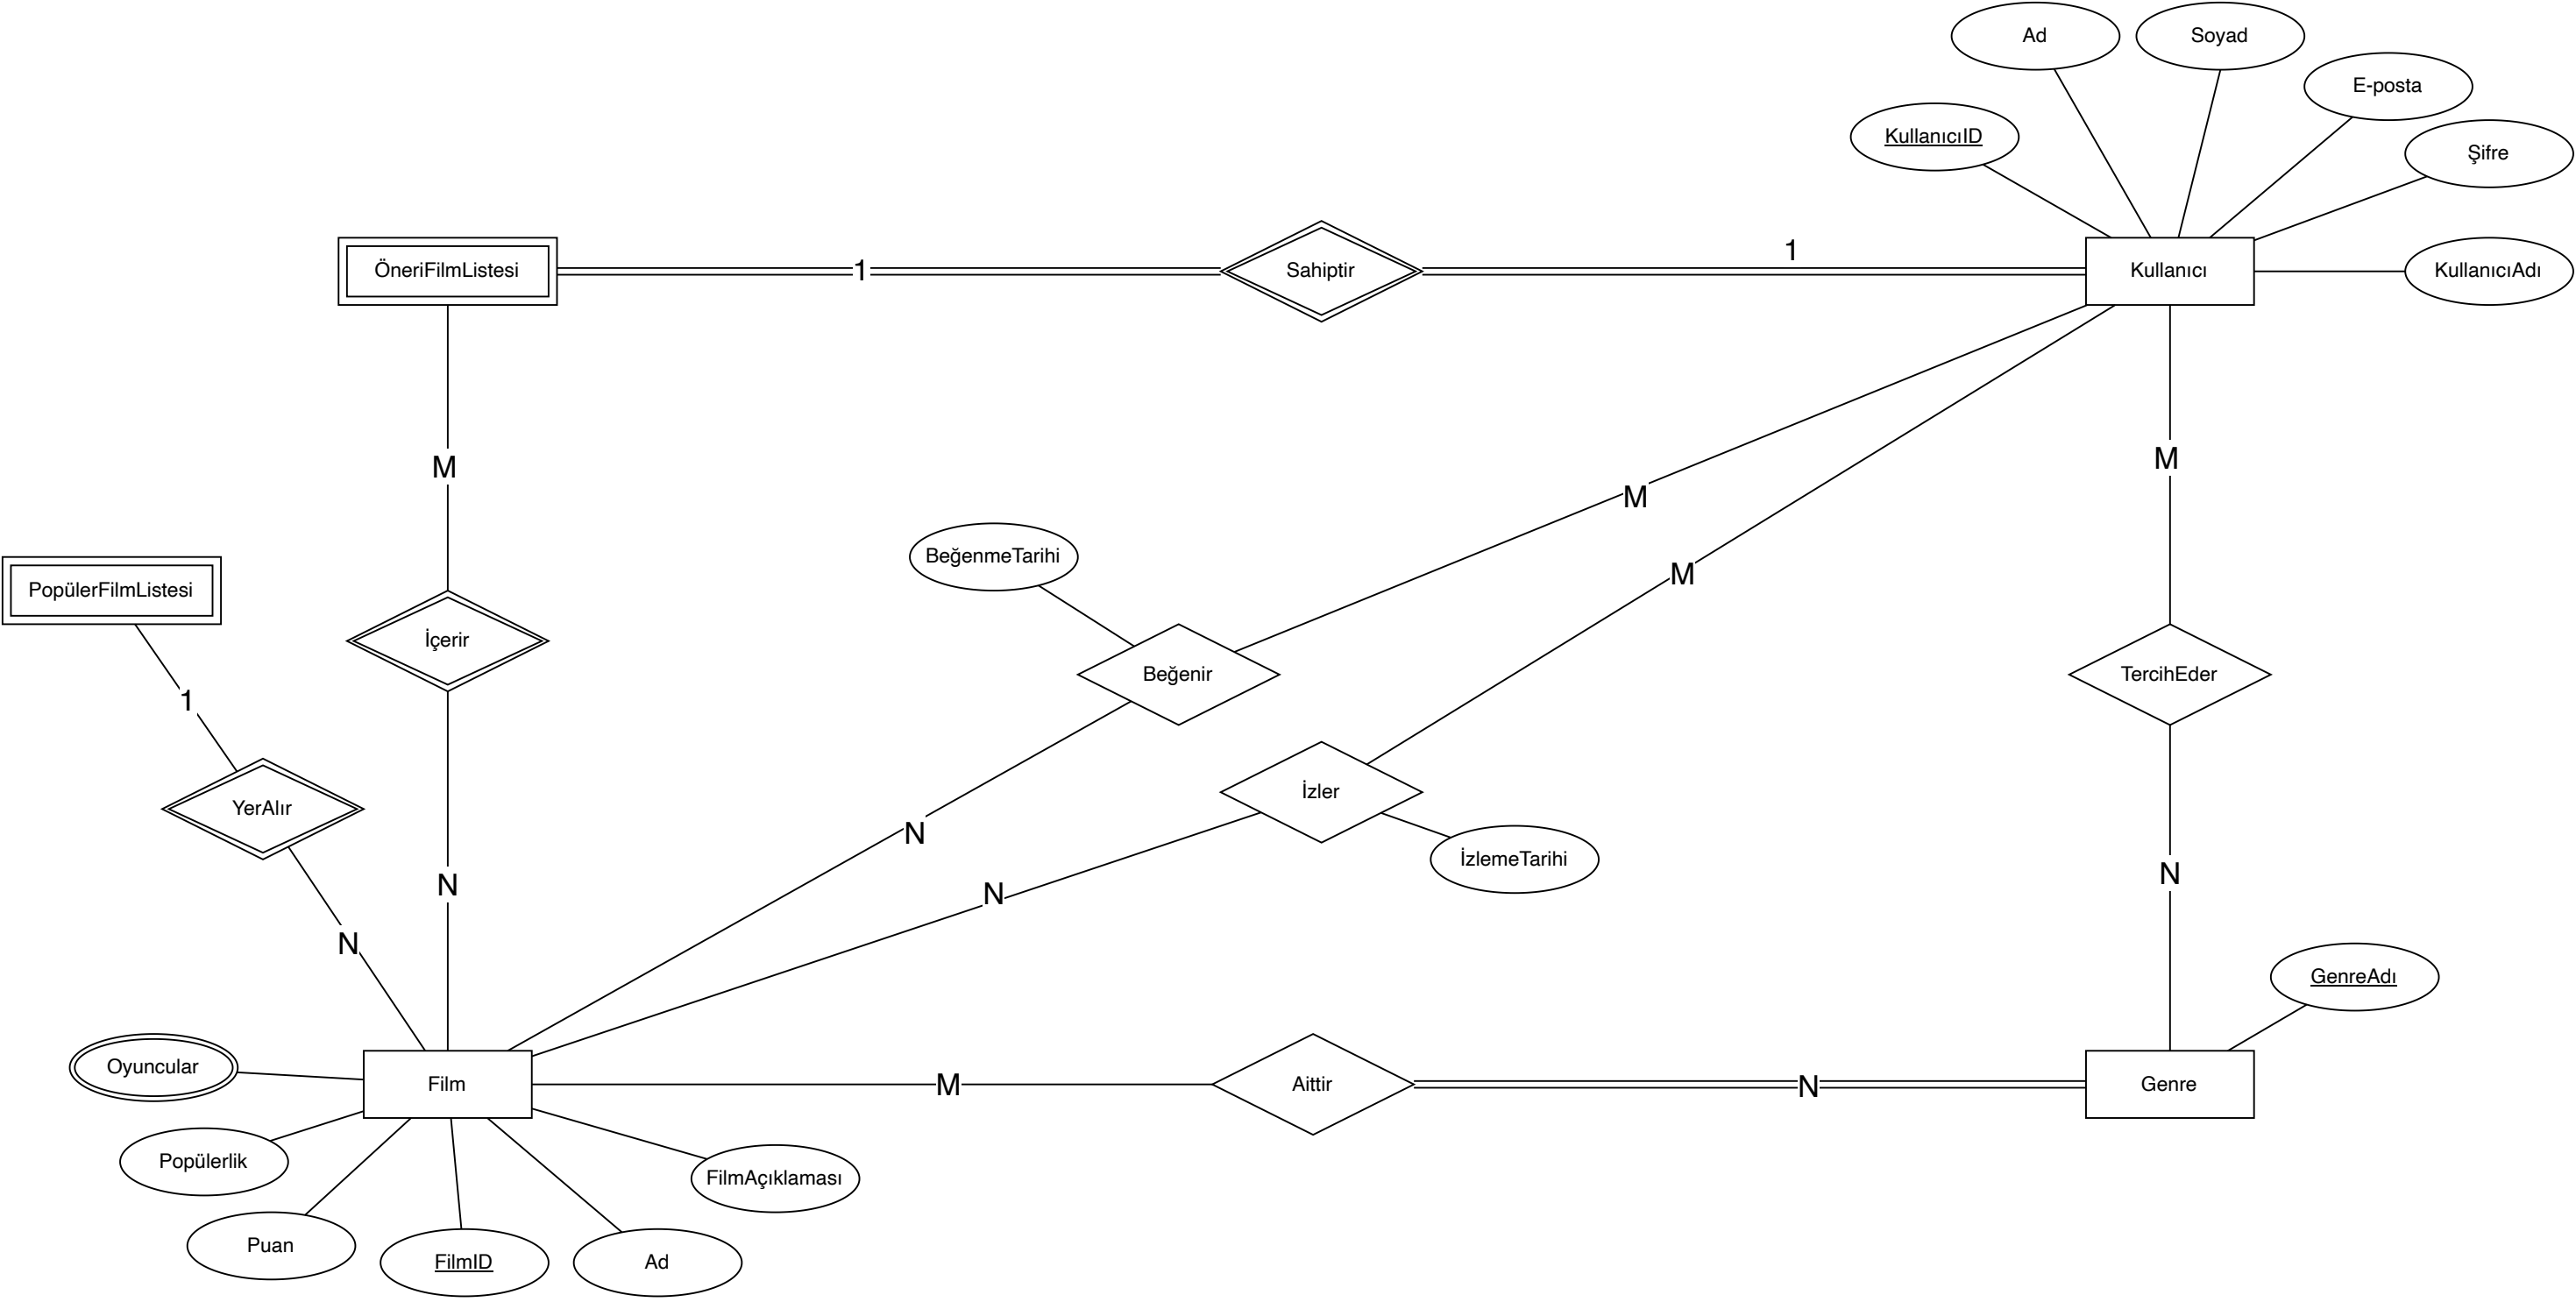 Ad
Soyad
E-posta
KullanıcıID
Şifre
ÖneriFilmListesi
1
Sahiptir
1
Kullanıcı
KullanıcıAdı
M
M
M
BeğenmeTarihi
M
PopülerFilmListesi
İçerir
Beğenir
TercihEder
1
YerAlır
İzler
N
İzlemeTarihi
N
N
N
N
GenreAdı
Oyuncular
Film
M
Aittir
N
Genre
Popülerlik
FilmAçıklaması
Puan
FilmID
Ad